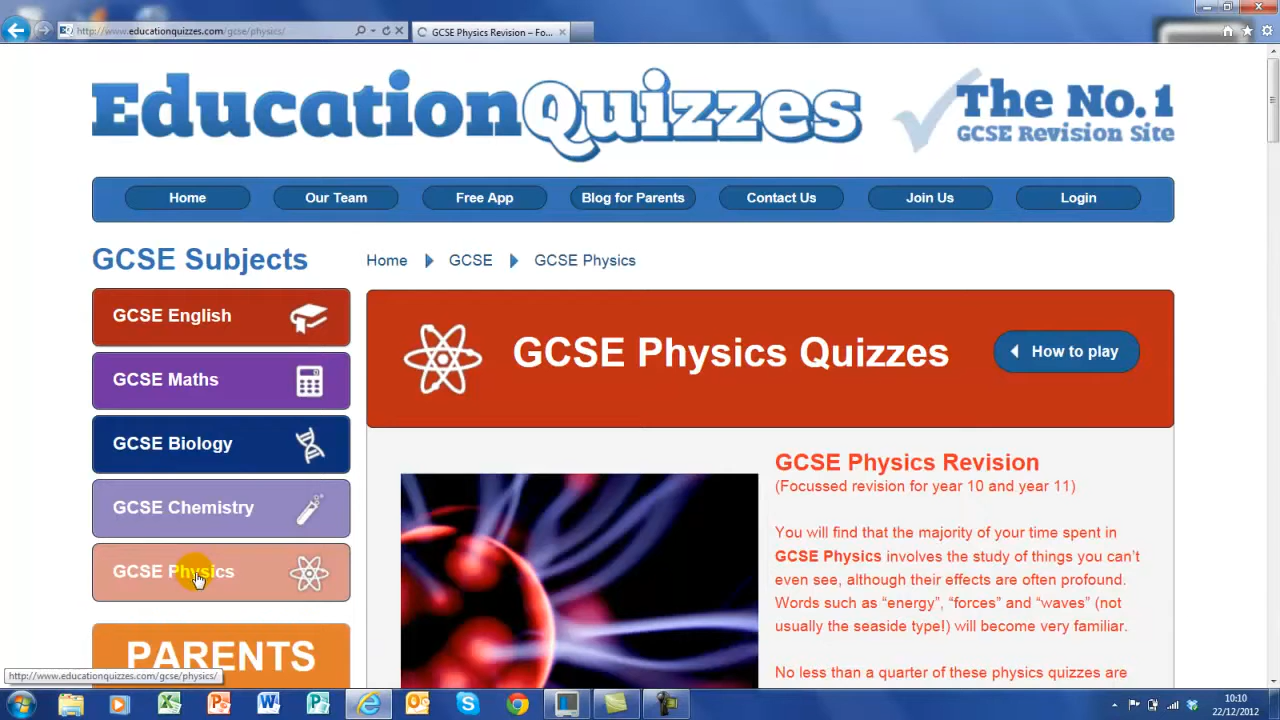 http://www.educationquizzes.com/gcse/physics/
GCSE Physics Revision – Fo...
EducationQuizzes
The No.1
GCSE Revision Site
Home
Our Team
Free App
Blog for Parents
Contact Us
Join Us
Login
GCSE Subjects
Home
GCSE
GCSE Physics
GCSE English
GCSE Maths
GCSE Biology
GCSE Chemistry
GCSE Physics
PARENTS
GCSE Physics Quizzes
How to play
GCSE Physics Revision
(Focussed revision for year 10 and year 11)
You will find that the majority of your time spent in
GCSE Physics involves the study of things you can't
even see, although their effects are often profound.
Words such as “energy”, “forces” and “waves” (not
usually the seaside type!) will become very familiar.
No less than a quarter of these physics quizzes are
http://www.educationquizzes.com/gcse/physics/
10:10
22/12/2012